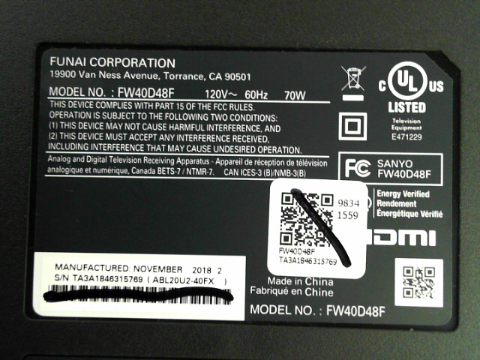 FUNAI CORPORATION
19900 Van Ness Avenue, Torrance, CA 90501
MODEL NO. : FW40D48F 120V~ 60Hz 70W
THIS DEVICE COMPLIES WITH PART 15 OF THE FCC RULES.
OPERATION IS SUBJECT TO THE FOLLOWING TWO CONDITIONS:
(1) THIS DEVICE MAY NOT CAUSE HARMFUL INTERFERENCE, AND
(2) THIS DEVICE MUST ACCEPT ANY INTERFERENCE RECEIVED,
INCLUDING INTERFERENCE THAT MAY CAUSE UNDESIRED OPERATION.
Analog and Digital Television Receiving Apparatus - Appareil de réception de télévision
analogique et numérique, Canada BETS-7 / NTMR-7. CAN ICES-3 (B)/NMB-3(B)
C UL US
LISTED
Television
Equipment
E471229
FC SANYO
FW40D48F
Energy Verified
Rendement
Énergétique Vérifié
HDMI
9834
1559
FW40D48F
TA3A1846315769
MANUFACTURED NOVEMBER 2018 2
S/N TA3A1846315769 ( ABL20U2-40FX )
Made in China
Fabriqué en Chine
MODEL NO. : FW40D48F